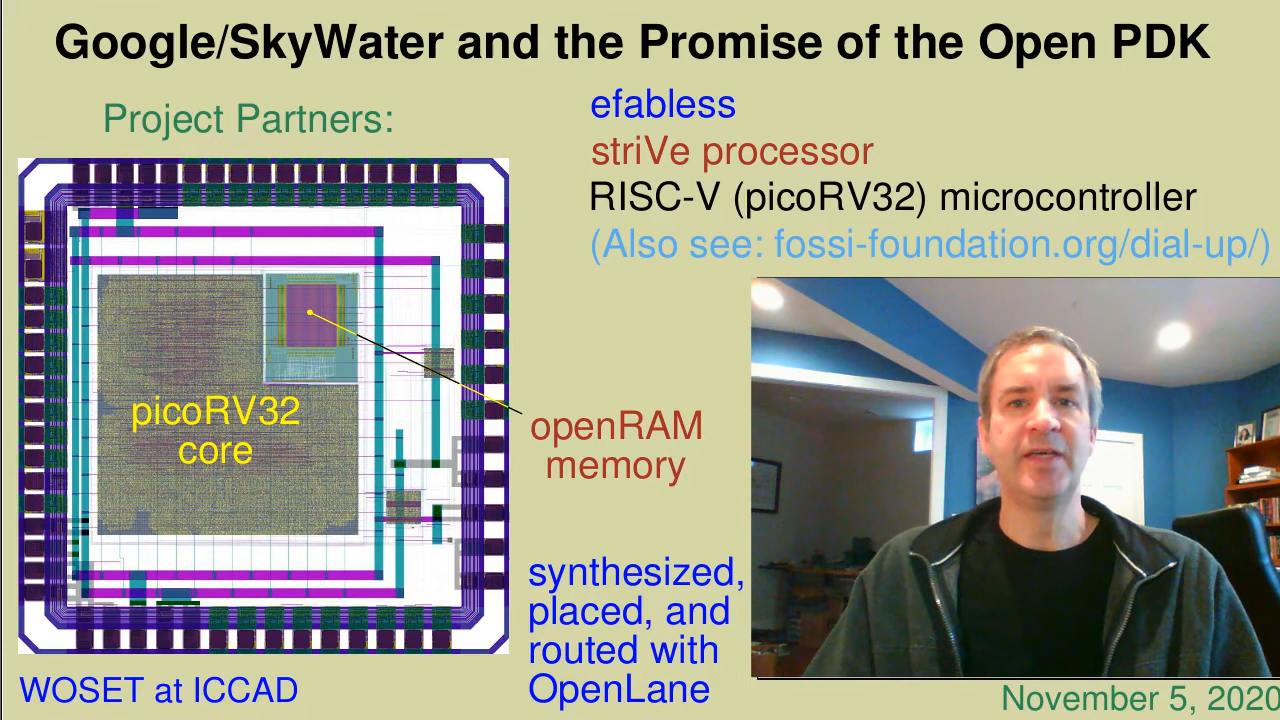 Google/SkyWater and the Promise of the Open PDK
Project Partners:
efabless
striVe processor
RISC-V (picoRV32) microcontroller
(Also see: fossi-foundation.org/dial-up/)
picoRV32
core
openRAM
memory
synthesized,
placed, and
routed with
OpenLane
WOSET at ICCAD
November 5, 2020